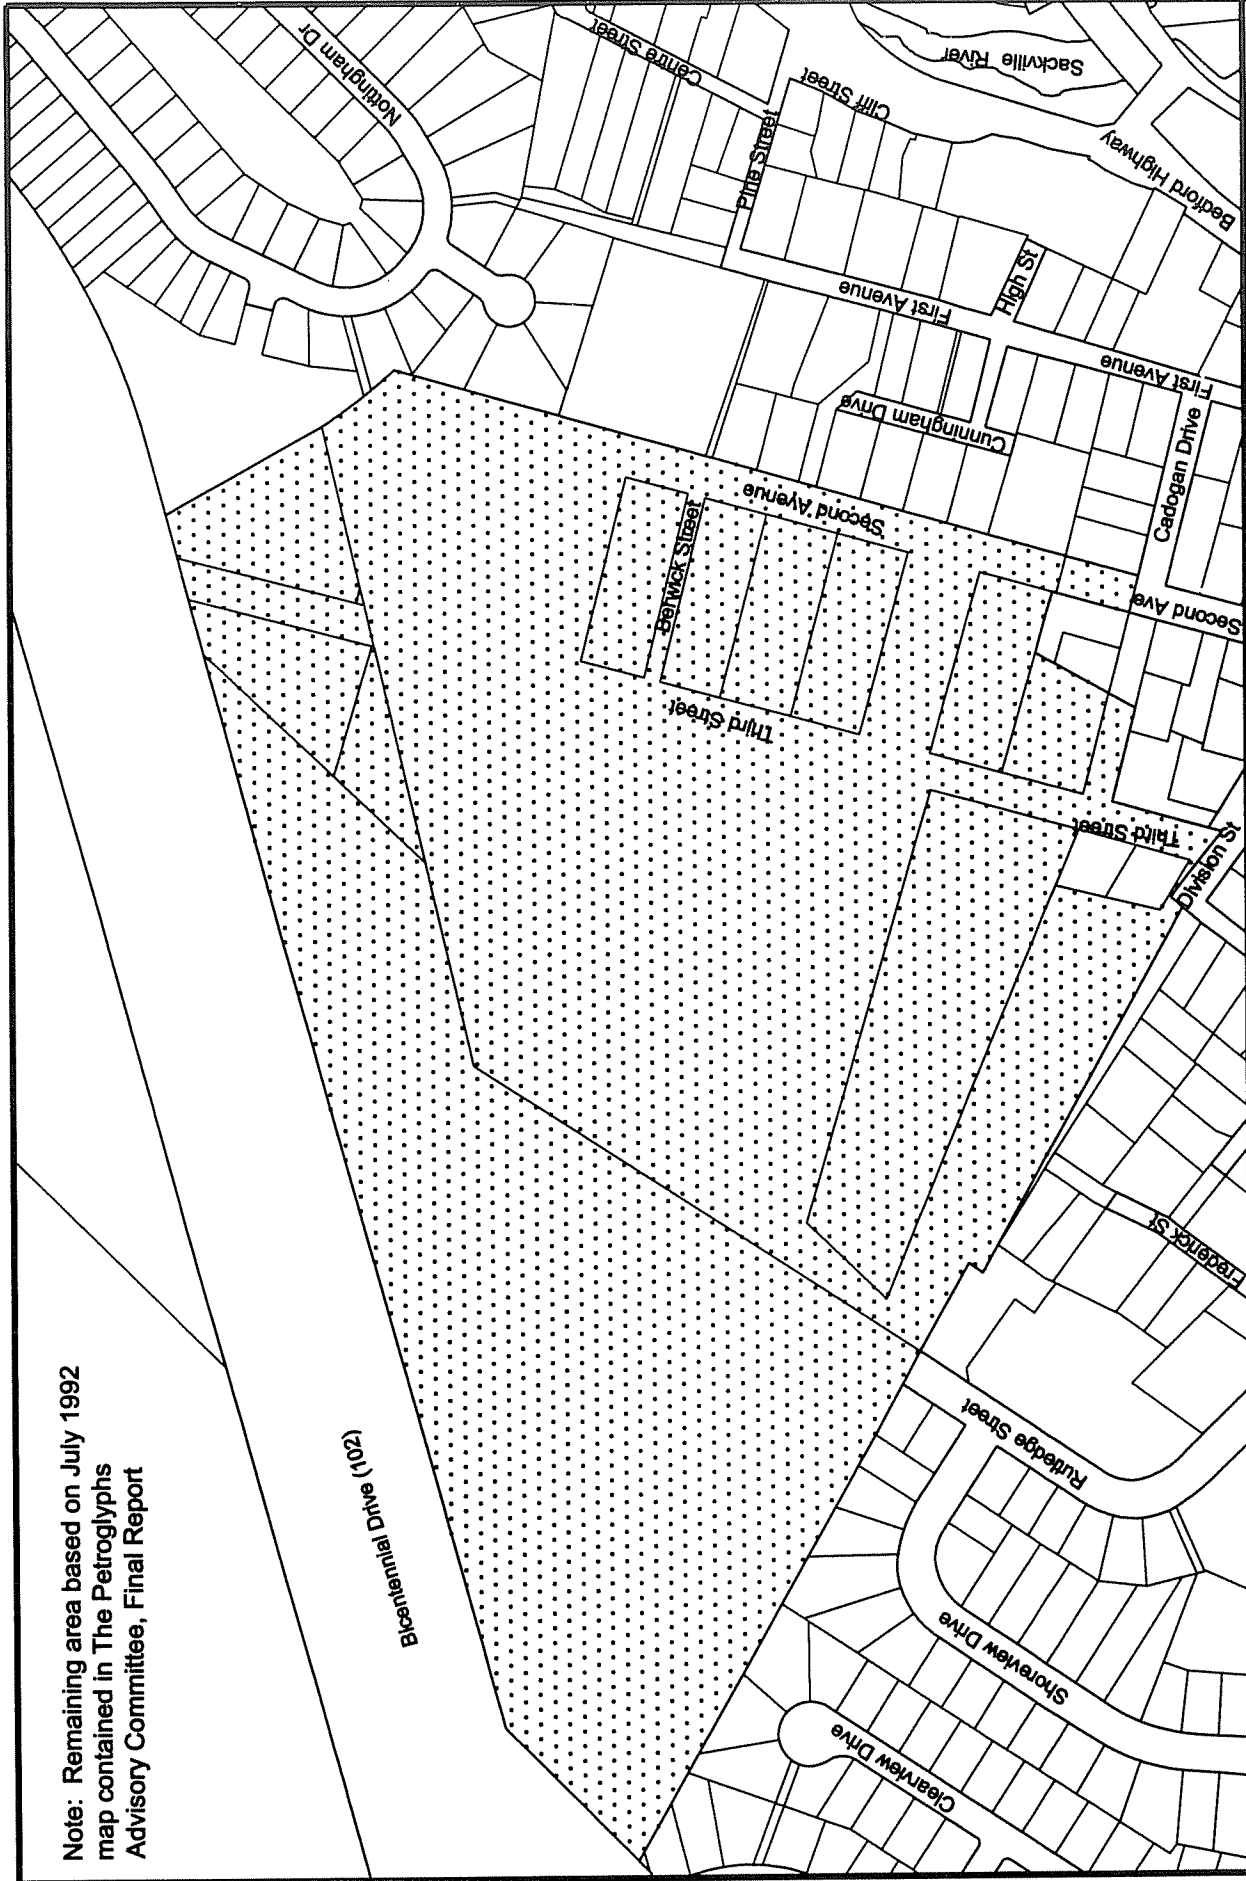 Note: Remaining area based on July 1992
map contained in The Petroglyphs
Advisory Committee, Final Report
Bicentennial Drive (102)
Nottingham Dr
Centre Street
Pine Street
Cliff Street
Sackville River
Bedford Highway
First Avenue
High St
First Avenue
Cunningham Drive
Cadogan Drive
Second Avenue
Second Ave
Berwick Street
Third Street
Third Street
Division St
Frederick St
Rutledge Street
Shoreview Drive
Clearview Drive